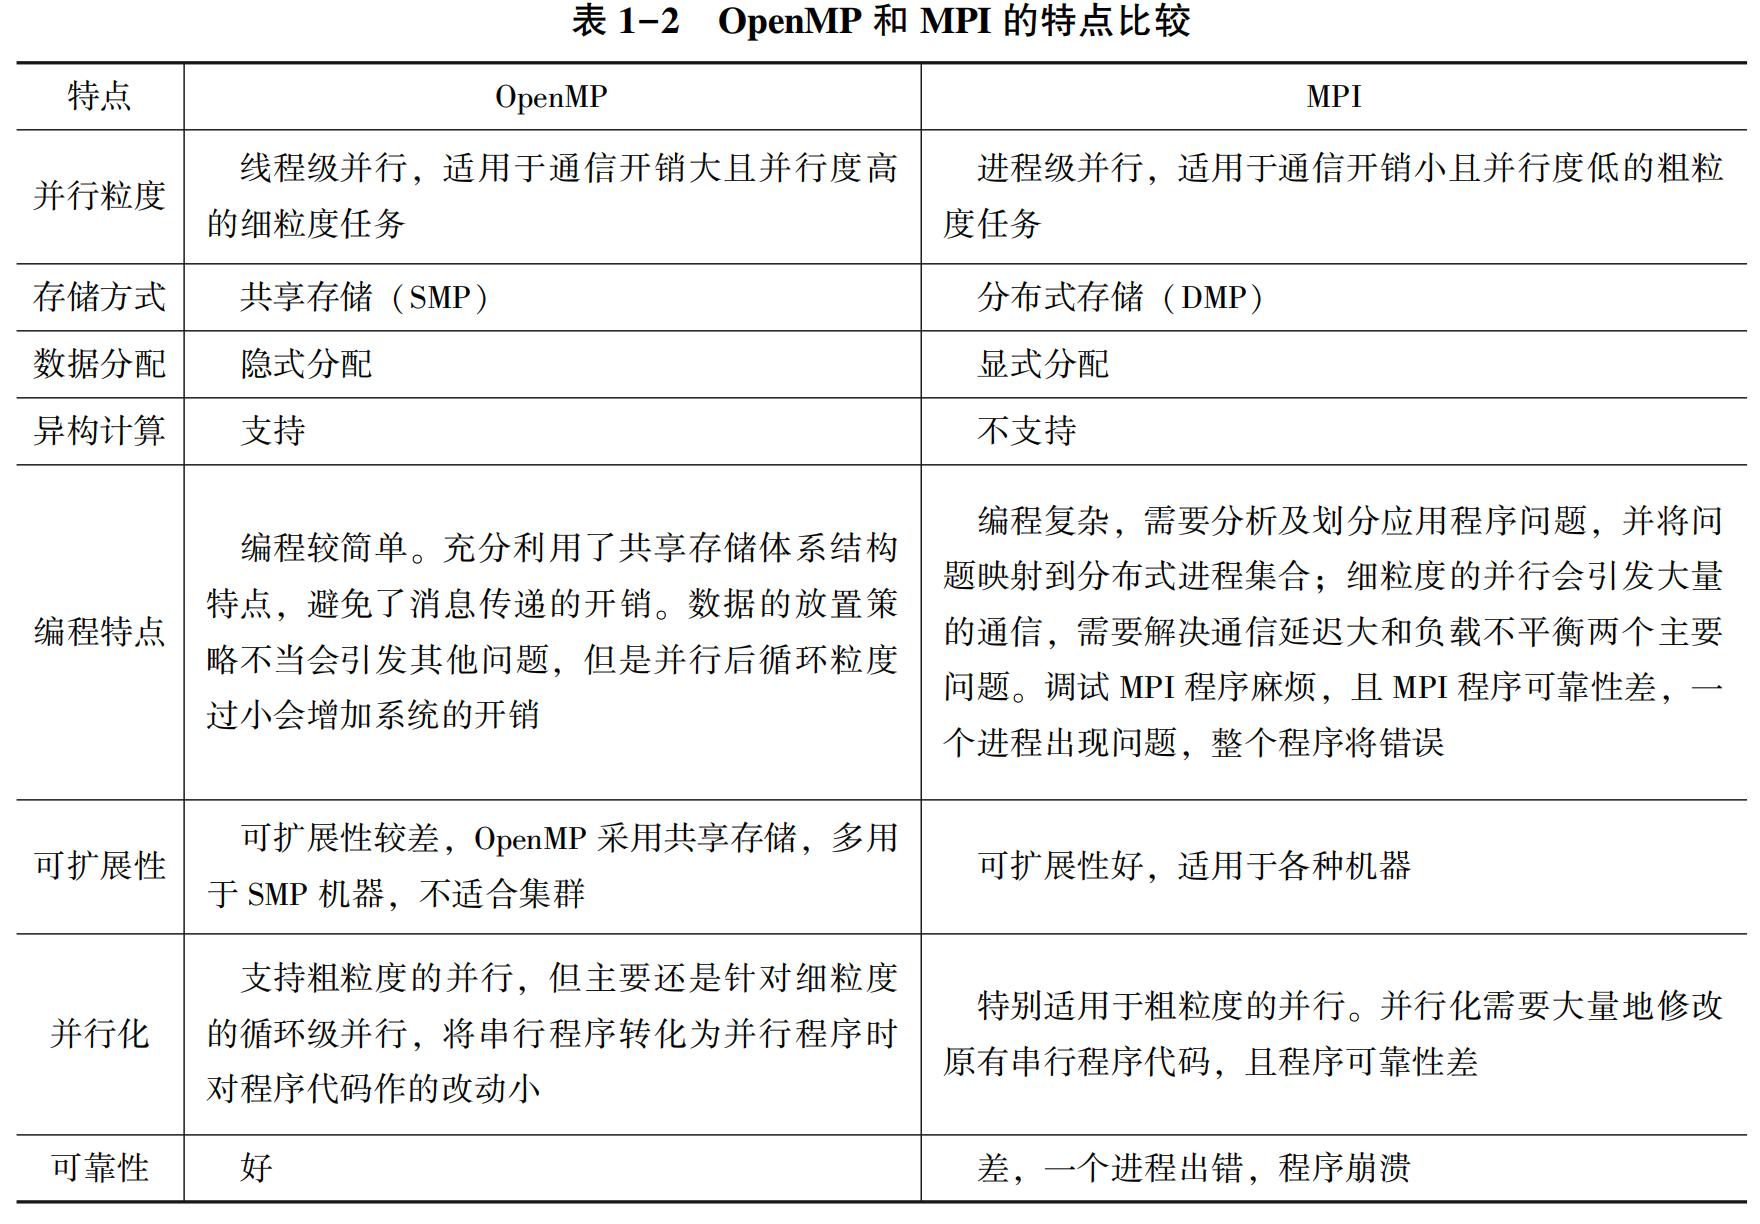 表 1-2 OpenMP 和 MPI 的特点比较
特点
OpenMP
MPI
并行粒度
线程级并行，适用于通信开销大且并行度高
的细粒度任务
进程级并行，适用于通信开销小且并行度低的粗粒
度任务
存储方式
共享存储（SMP）
分布式存储（DMP）
数据分配
隐式分配
显式分配
异构计算
支持
不支持
编程特点
编程较简单。充分利用了共享存储体系结构
特点，避免了消息传递的开销。数据的放置策
略不当会引发其他问题，但是并行后循环粒度
过小会增加系统的开销
编程复杂，需要分析及划分应用程序问题，并将问
题映射到分布式进程集合；细粒度的并行会引发大量
的通信，需要解决通信延迟大和负载不平衡两个主要
问题。调试 MPI 程序麻烦，且 MPI 程序可靠性差，一
个进程出现问题，整个程序将错误
可扩展性
可扩展性较差，OpenMP 采用共享存储，多用
于 SMP 机器，不适合集群
可扩展性好，适用于各种机器
并行化
支持粗粒度的并行，但主要还是针对细粒度
的循环级并行，将串行程序转化为并行程序时
对程序代码作的改动小
特别适用于粗粒度的并行。并行化需要大量地修改
原有串行程序代码，且程序可靠性差
可靠性
好
差，一个进程出错，程序崩溃